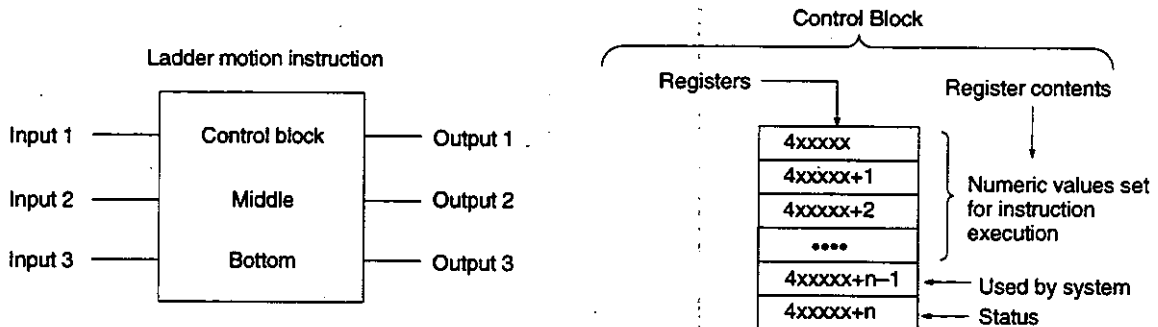 Ladder motion instruction
Input 1
Control block
Output 1
Input 2
Middle
Output 2
Input 3
Bottom
Output 3
Control Block
Registers
Register contents
4xxxxx
4xxxxx+1
4xxxxx+2
••••
4xxxxx+n–1
4xxxxx+n
Numeric values set
for instruction
execution
Used by system
Status